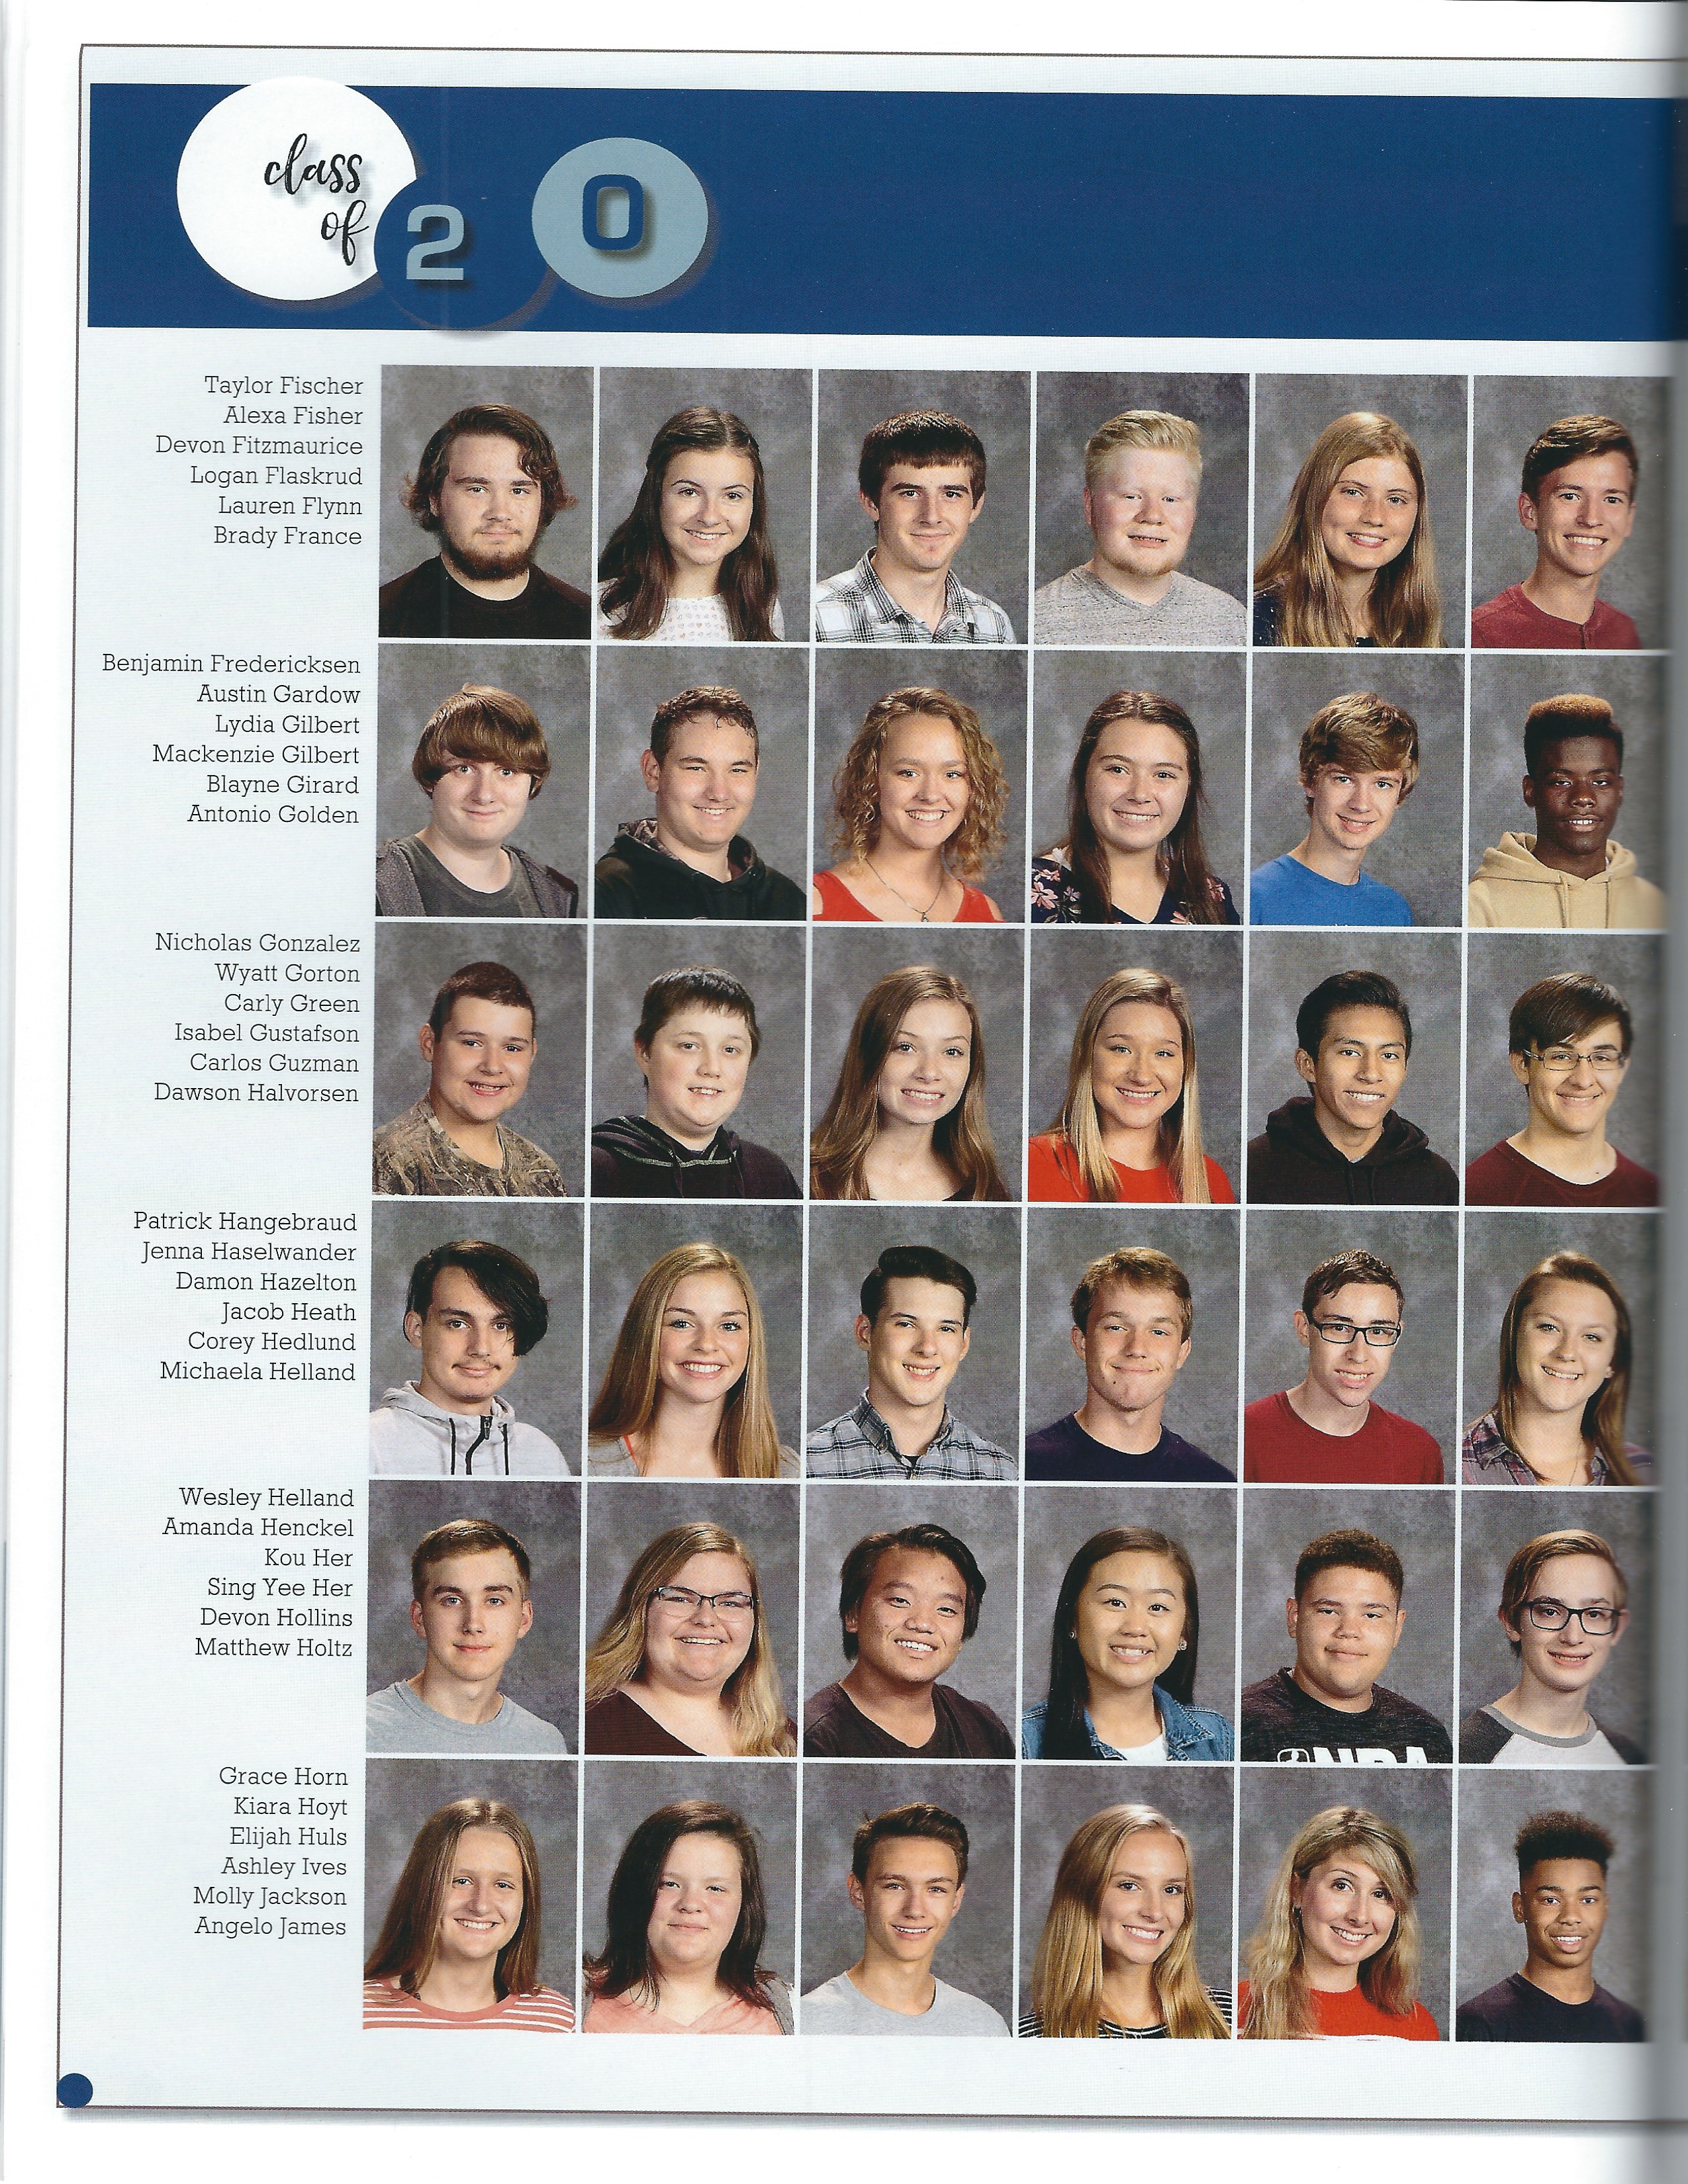 class
of
2 0
Taylor Fischer
Alexa Fisher
Devon Fitzmaurice
Logan Flaskrud
Lauren Flynn
Brady France
Benjamin Fredericksen
Austin Gardow
Lydia Gilbert
Mackenzie Gilbert
Blayne Girard
Antonio Golden
Nicholas Gonzalez
Wyatt Gorton
Carly Green
Isabel Gustafson
Carlos Guzman
Dawson Halvorsen
Patrick Hangebraud
Jenna Haselwander
Damon Hazelton
Jacob Heath
Corey Hedlund
Michaela Helland
Wesley Helland
Amanda Henckel
Kou Her
Sing Yee Her
Devon Hollins
Matthew Holtz
NBA
Grace Horn
Kiara Hoyt
Elijah Huls
Ashley Ives
Molly Jackson
Angelo James